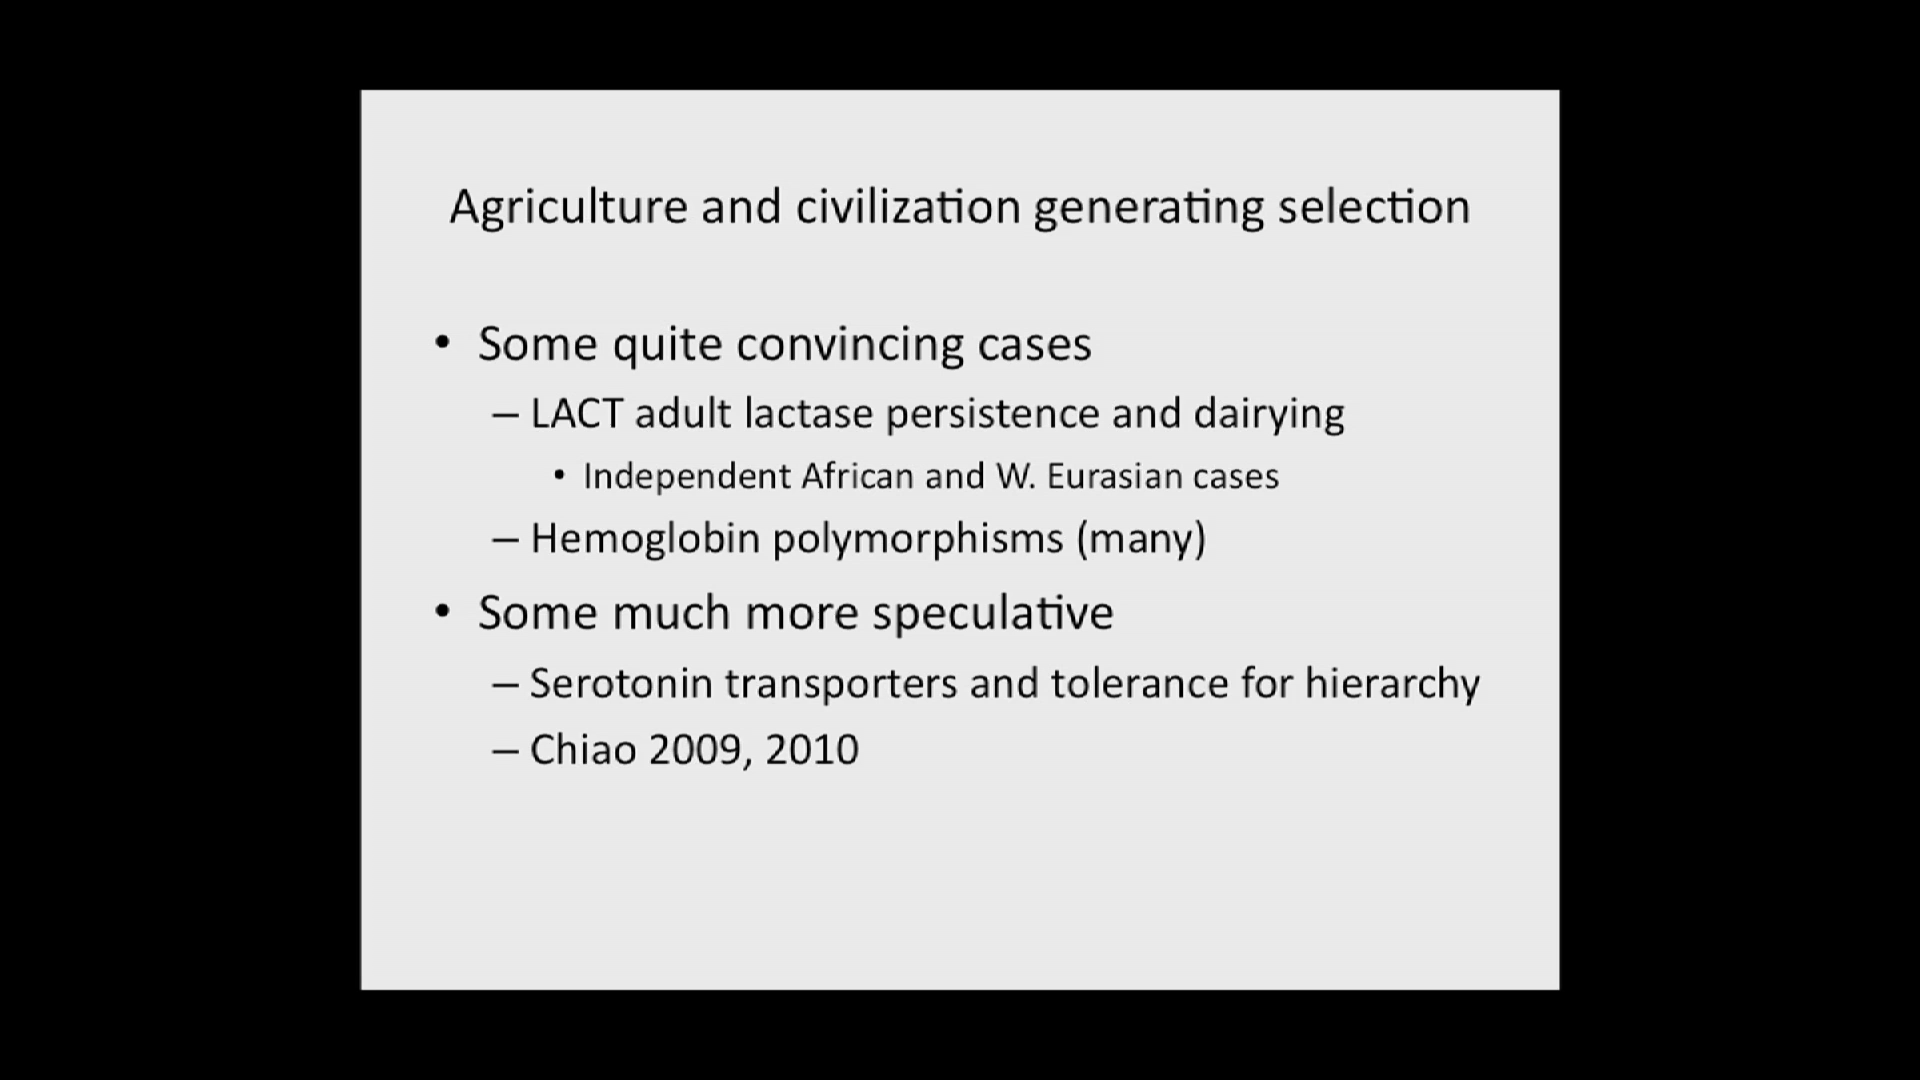 Agriculture and civilization generating selection
• Some quite convincing cases
– LACT adult lactase persistence and dairying
• Independent African and W. Eurasian cases
– Hemoglobin polymorphisms (many)
• Some much more speculative
– Serotonin transporters and tolerance for hierarchy
– Chiao 2009, 2010